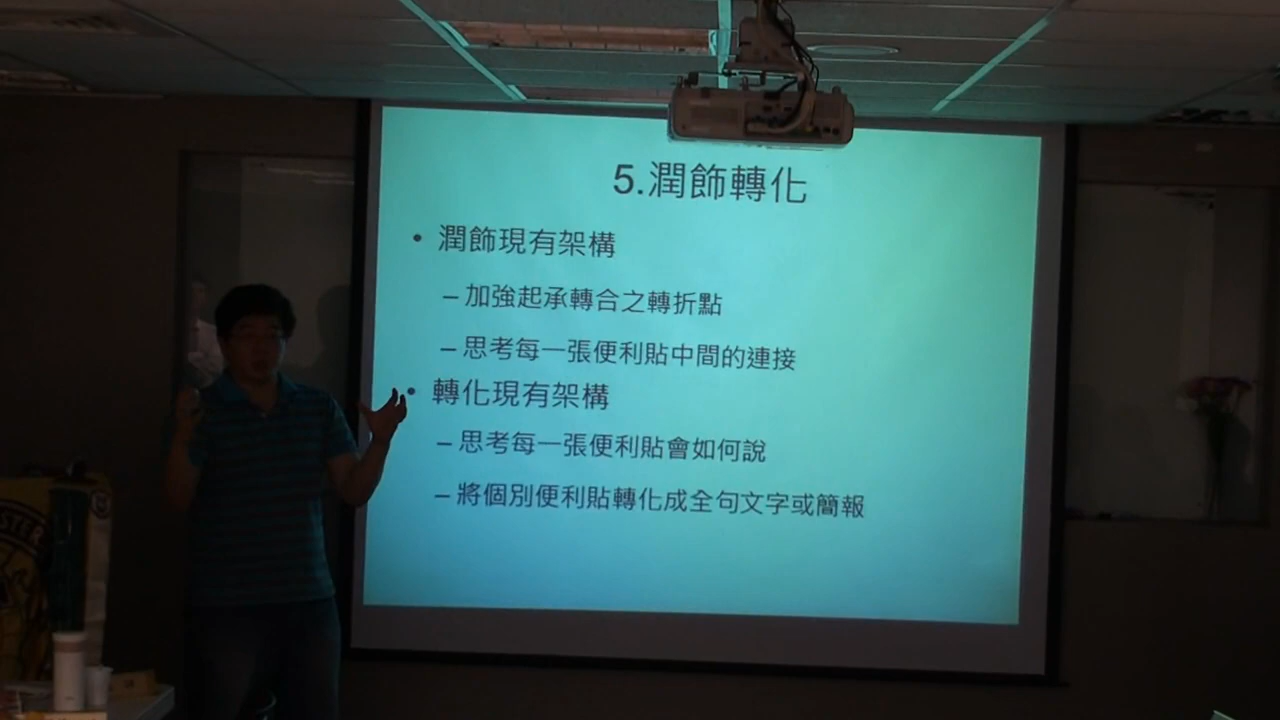 5.潤飾轉化
• 潤飾現有架構
– 加強起承轉合之轉折點
– 思考每一張便利貼中間的連接
• 轉化現有架構
– 思考每一張便利貼會如何說
– 將個別便利貼轉化成全句文字或簡報